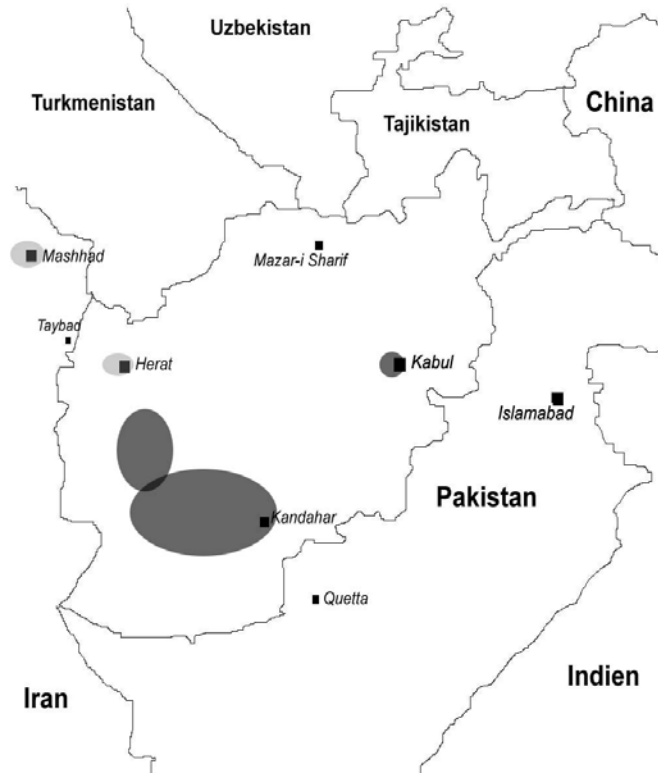 Uzbekistan
Turkmenistan
China
Tajikistan
Mashhad
Mazar-i Sharif
Taybad
Herat
Kabul
Islamabad
Pakistan
Kandahar
Quetta
Iran
Indien